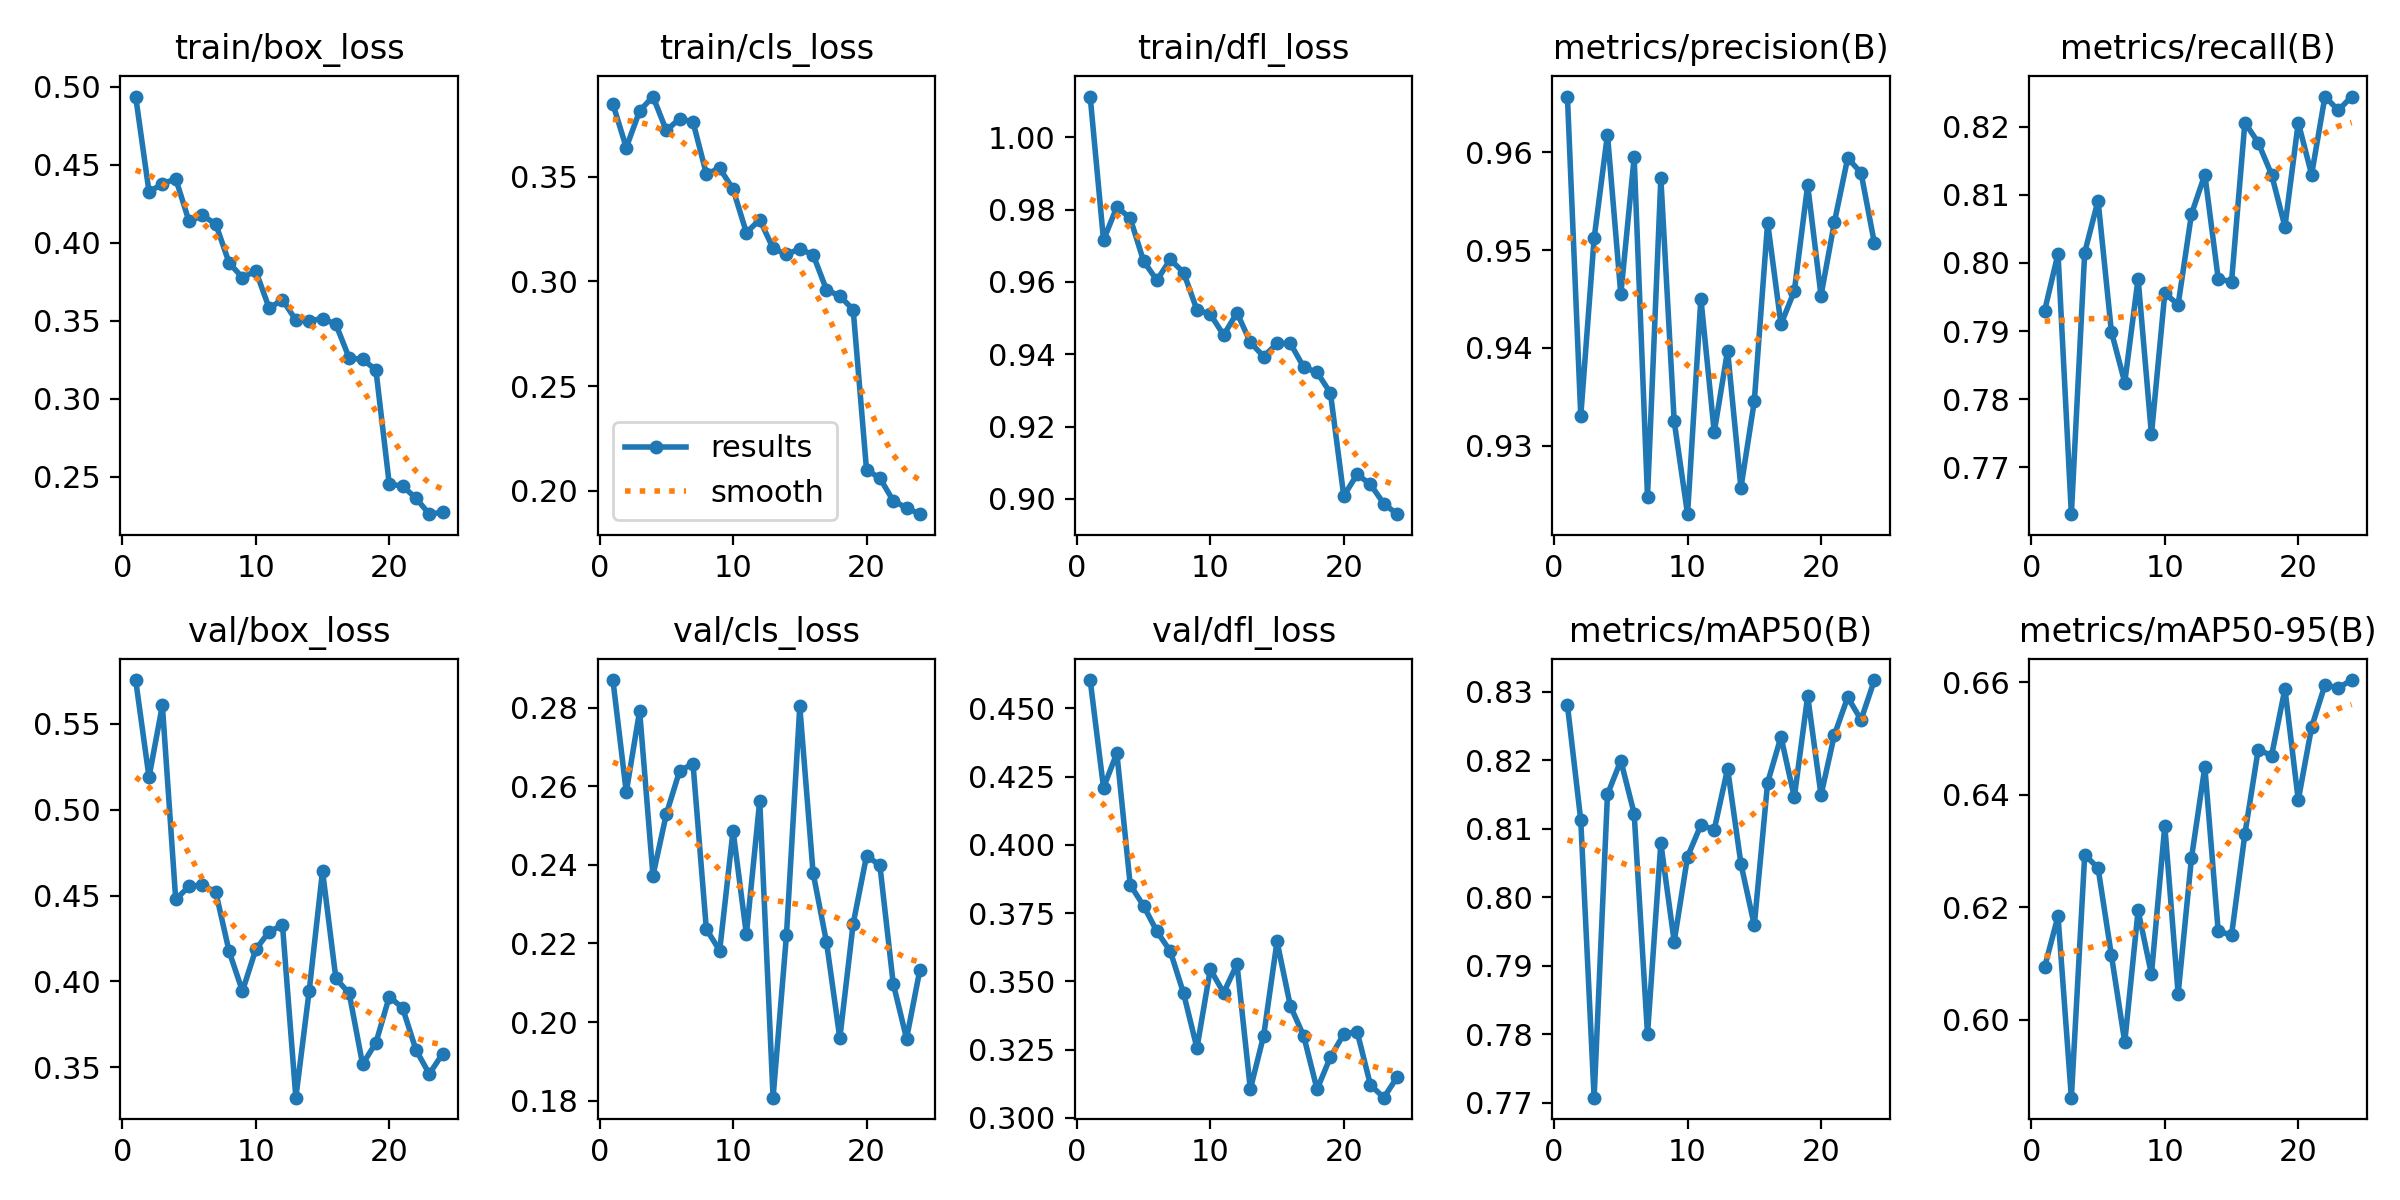 train/box_loss
0.50
0.45
0.40
0.35
0.30
0.25
0 10 20
train/cls_loss
0.35
0.30
0.25
0.20
results
smooth
0 10 20
train/dfl_loss
1.00
0.98
0.96
0.94
0.92
0.90
0 10 20
metrics/precision(B)
0.96
0.95
0.94
0.93
0 10 20
metrics/recall(B)
0.82
0.81
0.80
0.79
0.78
0.77
0 10 20
val/box_loss
0.55
0.50
0.45
0.40
0.35
0 10 20
val/cls_loss
0.28
0.26
0.24
0.22
0.20
0.18
0 10 20
val/dfl_loss
0.450
0.425
0.400
0.375
0.350
0.325
0.300
0 10 20
metrics/mAP50(B)
0.83
0.82
0.81
0.80
0.79
0.78
0.77
0 10 20
metrics/mAP50-95(B)
0.66
0.64
0.62
0.60
0 10 20